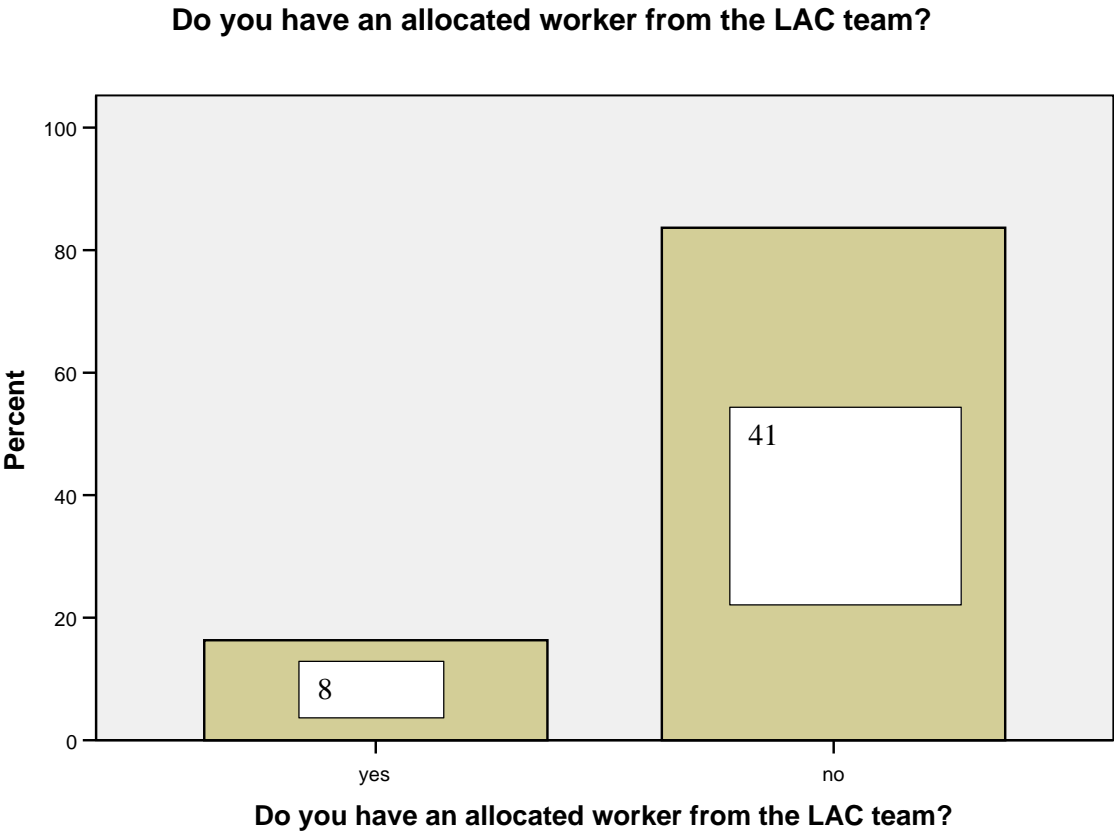 Do you have an allocated worker from the LAC team?
100
80
60
40
20
0
Percent
41
8
yes
no
Do you have an allocated worker from the LAC team?